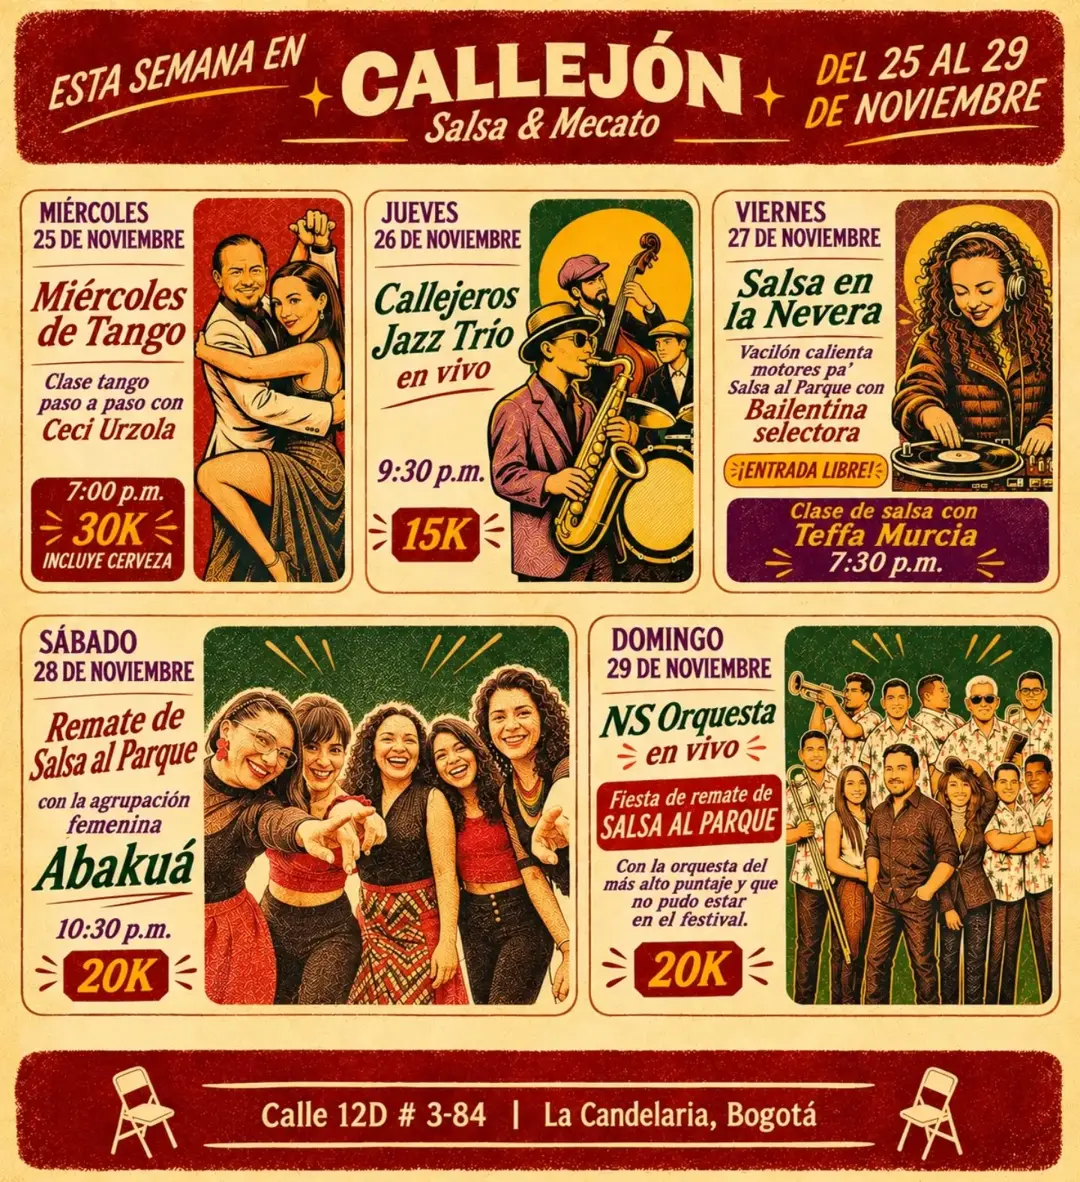 ESTA SEMANA EN
CALLEJÓN
Salsa & Mecato
DEL 25 AL 29
DE NOVIEMBRE
MIÉRCOLES
25 DE NOVIEMBRE
Miércoles
de Tango
Clase tango
paso a paso con
Ceci Urzola
7:00 p.m.
30K
INCLUYE CERVEZA
JUEVES
26 DE NOVIEMBRE
Callejeros
Jazz Trío
en vivo
9:30 p.m.
15K
VIERNES
27 DE NOVIEMBRE
Salsa en
la Nevera
Vacilón calienta
motores pa'
Salsa al Parque con
Bailentina
selectora
¡ENTRADA LIBRE!
Clase de salsa con
Teffa Murcia
7:30 p.m.
SÁBADO
28 DE NOVIEMBRE
Remate de
Salsa al Parque
con la agrupación
femenina
Abakuá
10:30 p.m.
20K
DOMINGO
29 DE NOVIEMBRE
NS Orquesta
en vivo
Fiesta de remate de
SALSA AL PARQUE
Con la orquesta del
más alto puntaje y que
no pudo estar
en el festival.
20K
Calle 12D # 3-84 | La Candelaria, Bogotá